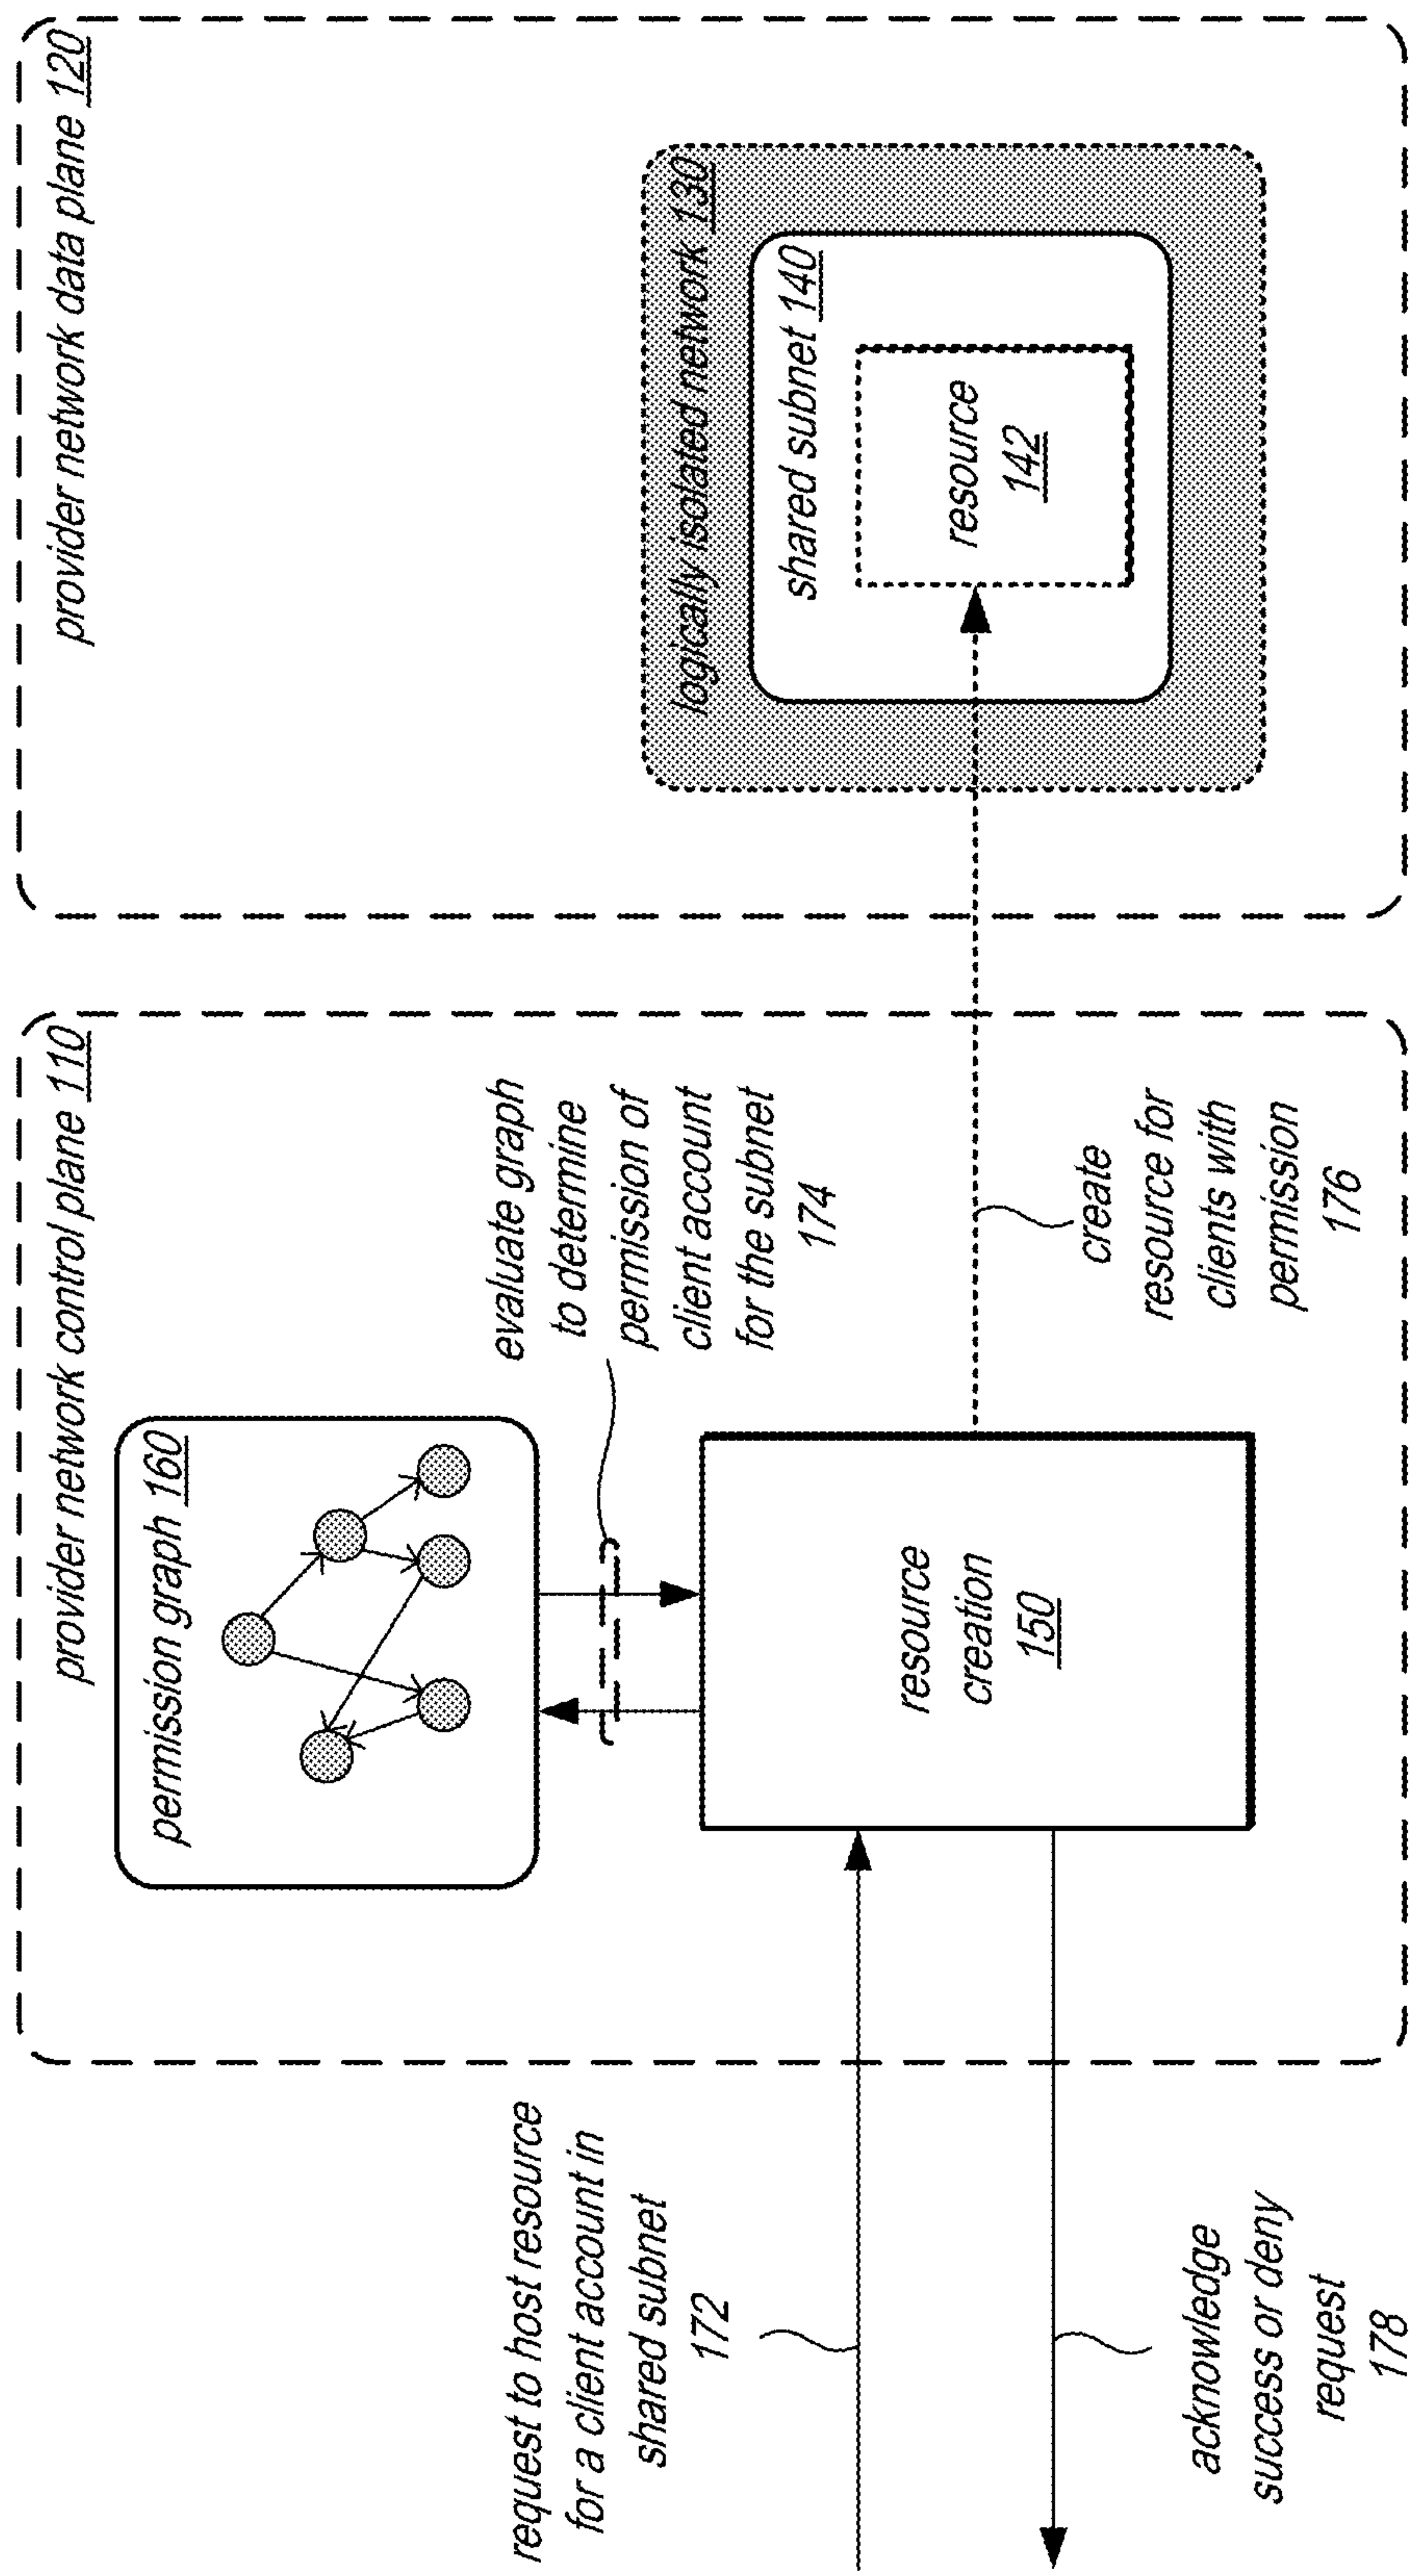 provider network control plane 110
permission graph 160
evaluate graph
to determine
permission of
client account
for the subnet
174
request to host resource
for a client account in
shared subnet
172
resource
creation
150
create
resource for
clients with
permission
176
acknowledge
success or deny
request
178
provider network data plane 120
logically isolated network 130
shared subnet 140
resource
142